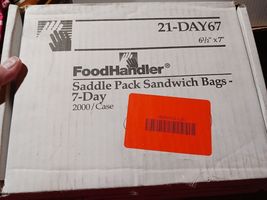 21-DAY67
6½" x 7"
FoodHandler®
Saddle Pack Sandwich Bags -
7-Day
2000/Case